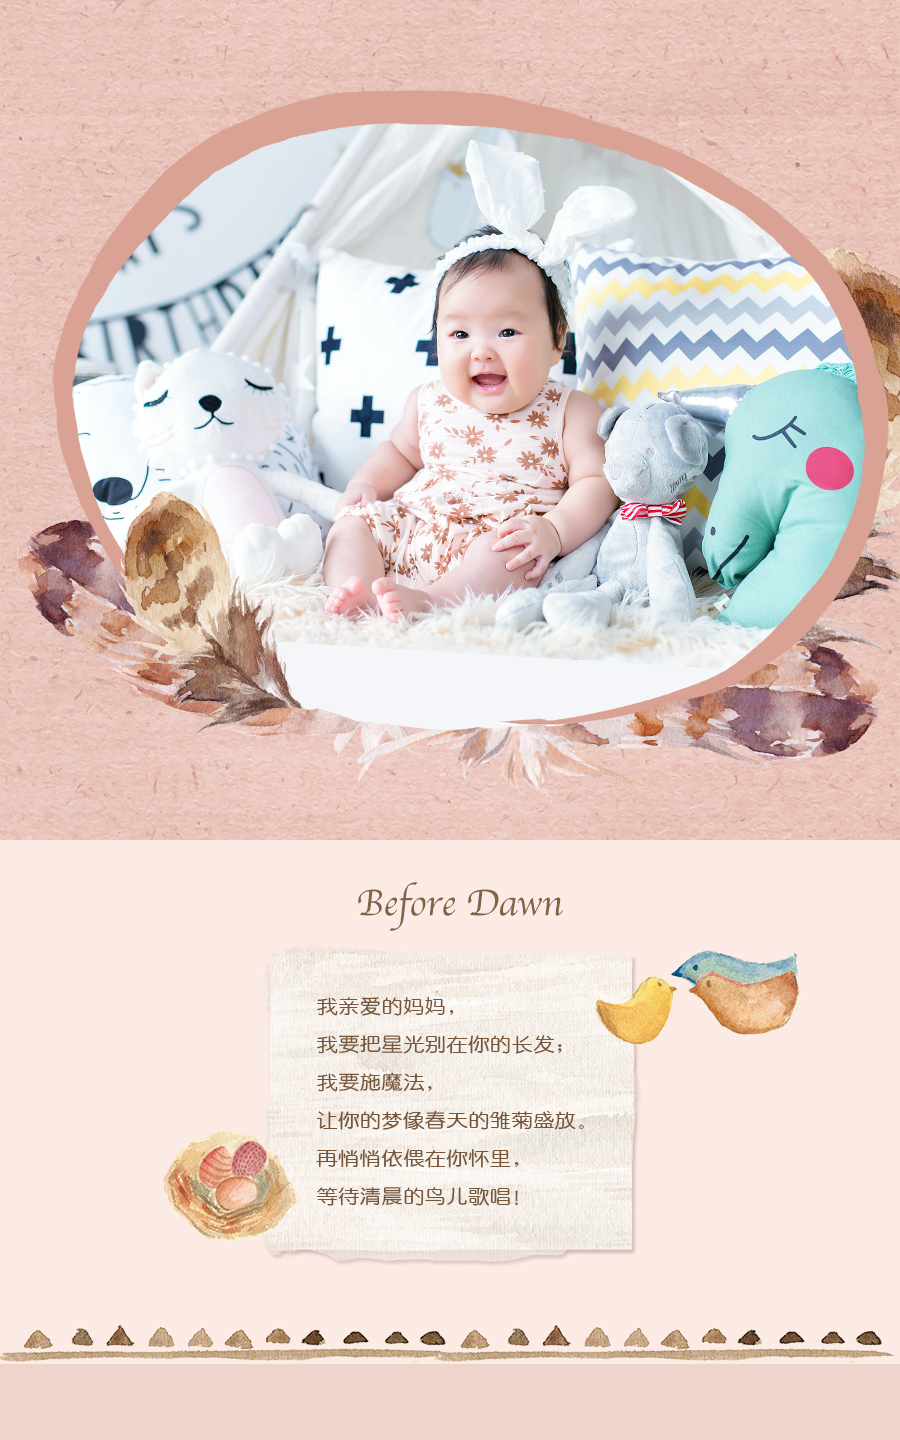 BIRTHD
Before Dawn
我亲爱的妈妈，
我要把星光别在你的长发；
我要施魔法，
让你的梦像春天的雏菊盛放。
再悄悄依偎在你怀里，
等待清晨的鸟儿歌唱！